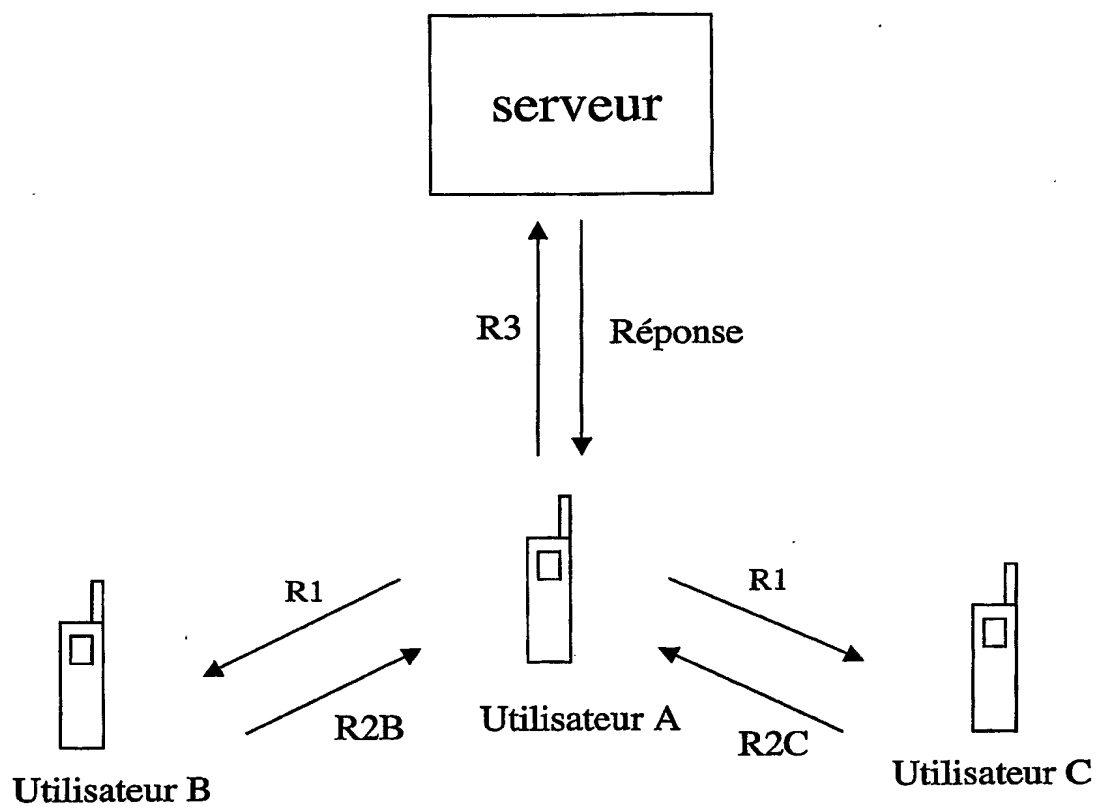 serveur
R3
Réponse
R1
R1
R2B
Utilisateur A
R2C
Utilisateur B
Utilisateur C